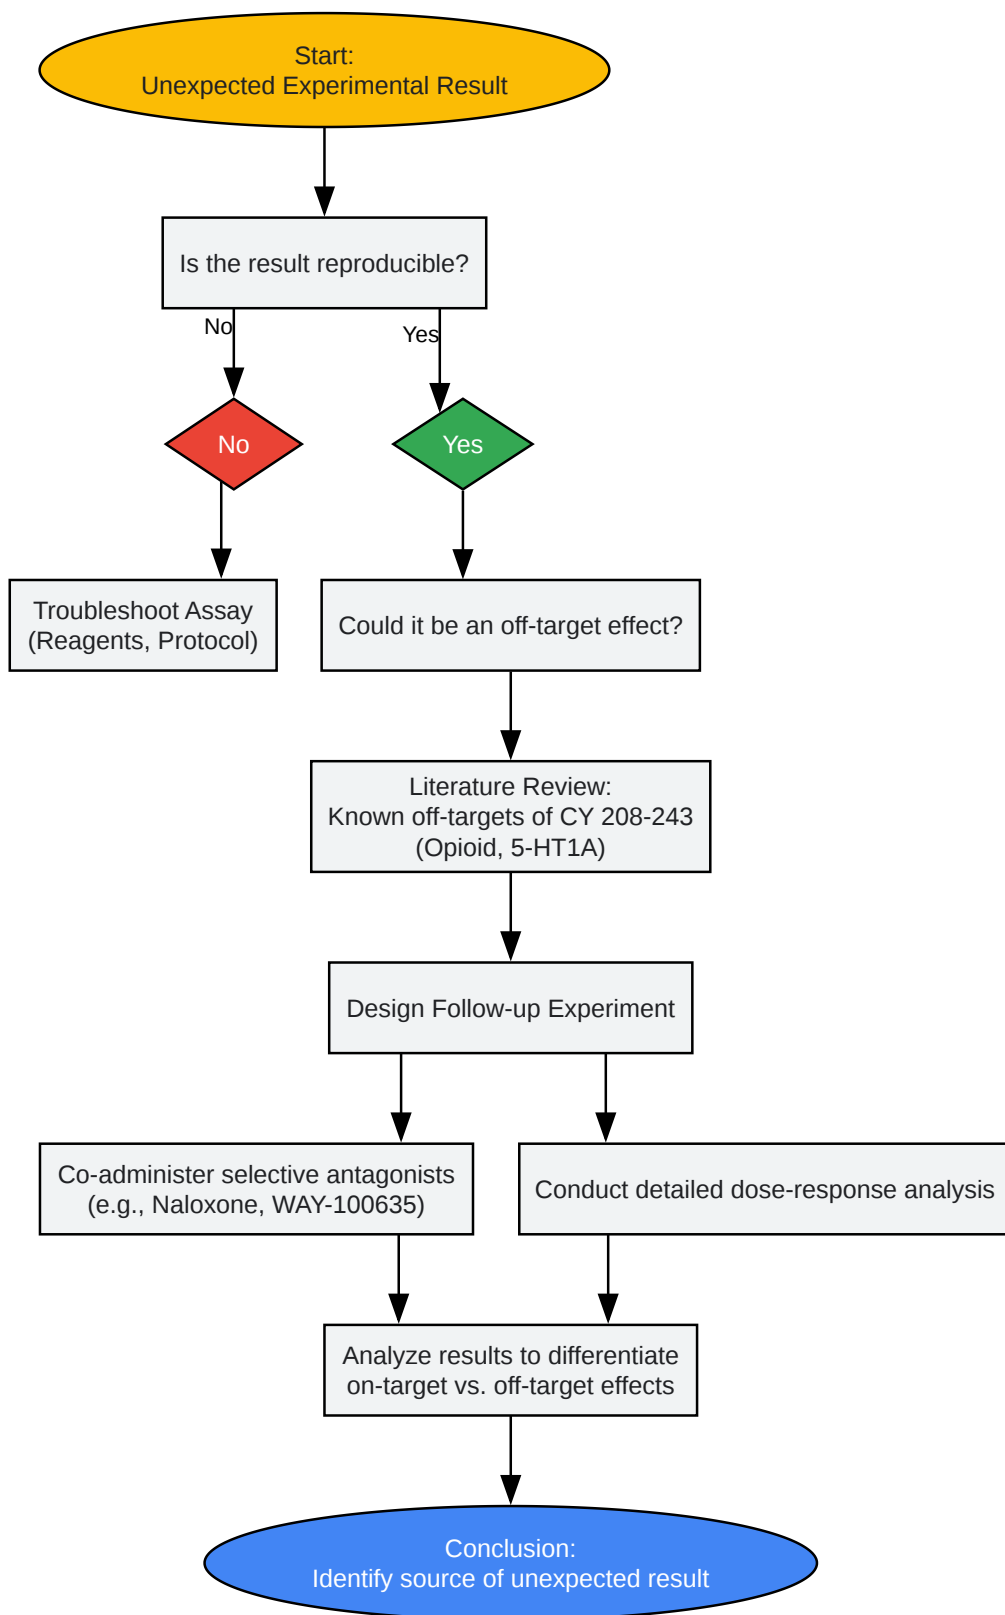 Start:
Unexpected Experimental Result
Is the result reproducible?
No
Yes
No
Yes
Troubleshoot Assay
(Reagents, Protocol)
Could it be an off-target effect?
Literature Review:
Known off-targets of CY 208-243
(Opioid, 5-HT1A)
Design Follow-up Experiment
Co-administer selective antagonists
(e.g., Naloxone, WAY-100635)
Conduct detailed dose-response analysis
Analyze results to differentiate
on-target vs. off-target effects
Conclusion:
Identify source of unexpected result